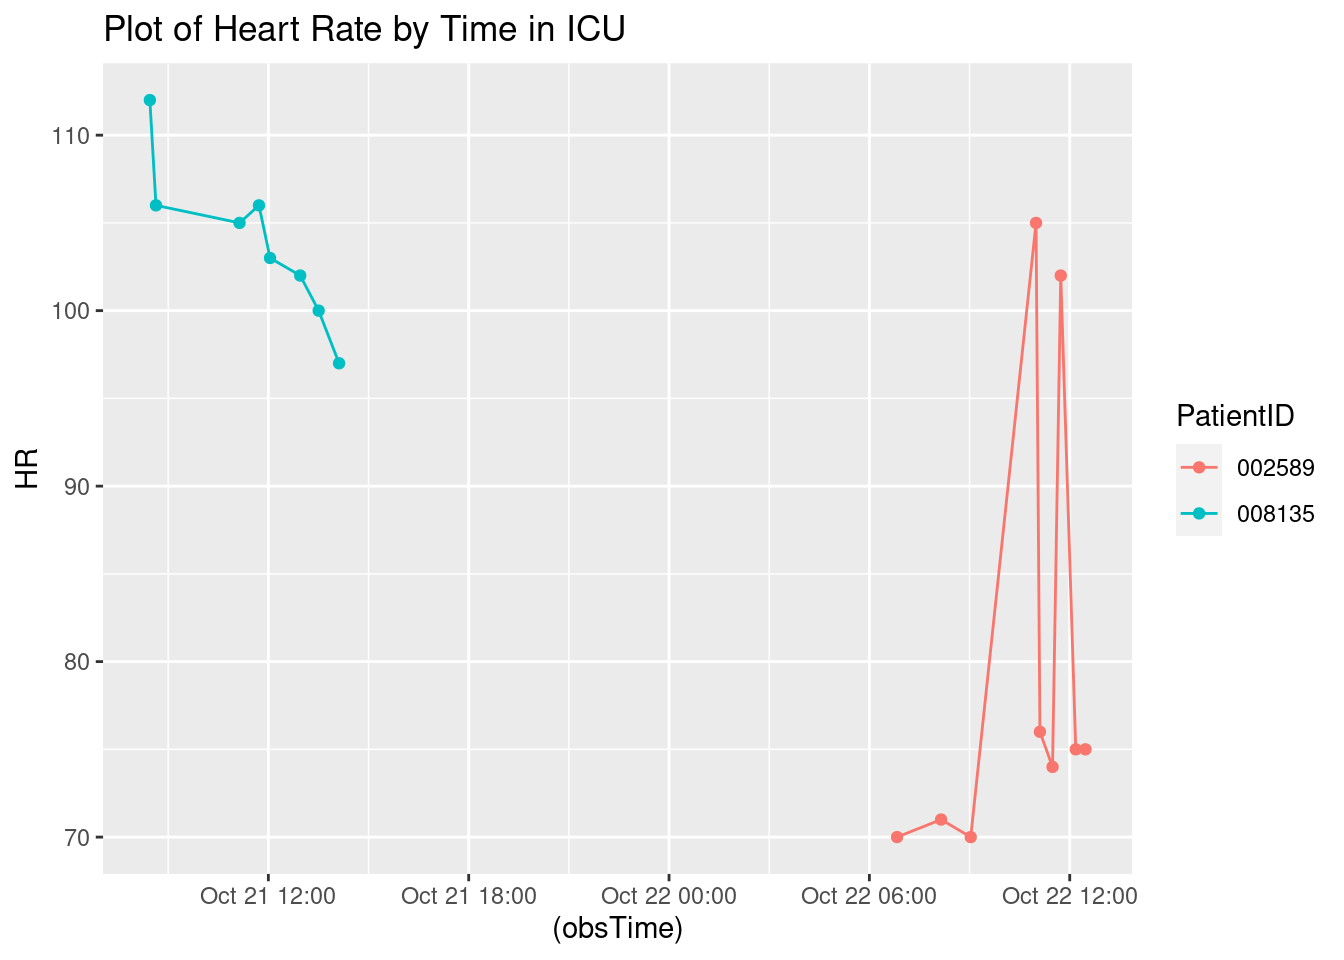 Plot of Heart Rate by Time in ICU
110
100
90
80
70
HR
Oct 21 12:00
Oct 21 18:00
Oct 22 00:00
Oct 22 06:00
Oct 22 12:00
(obsTime)
PatientID
002589
008135